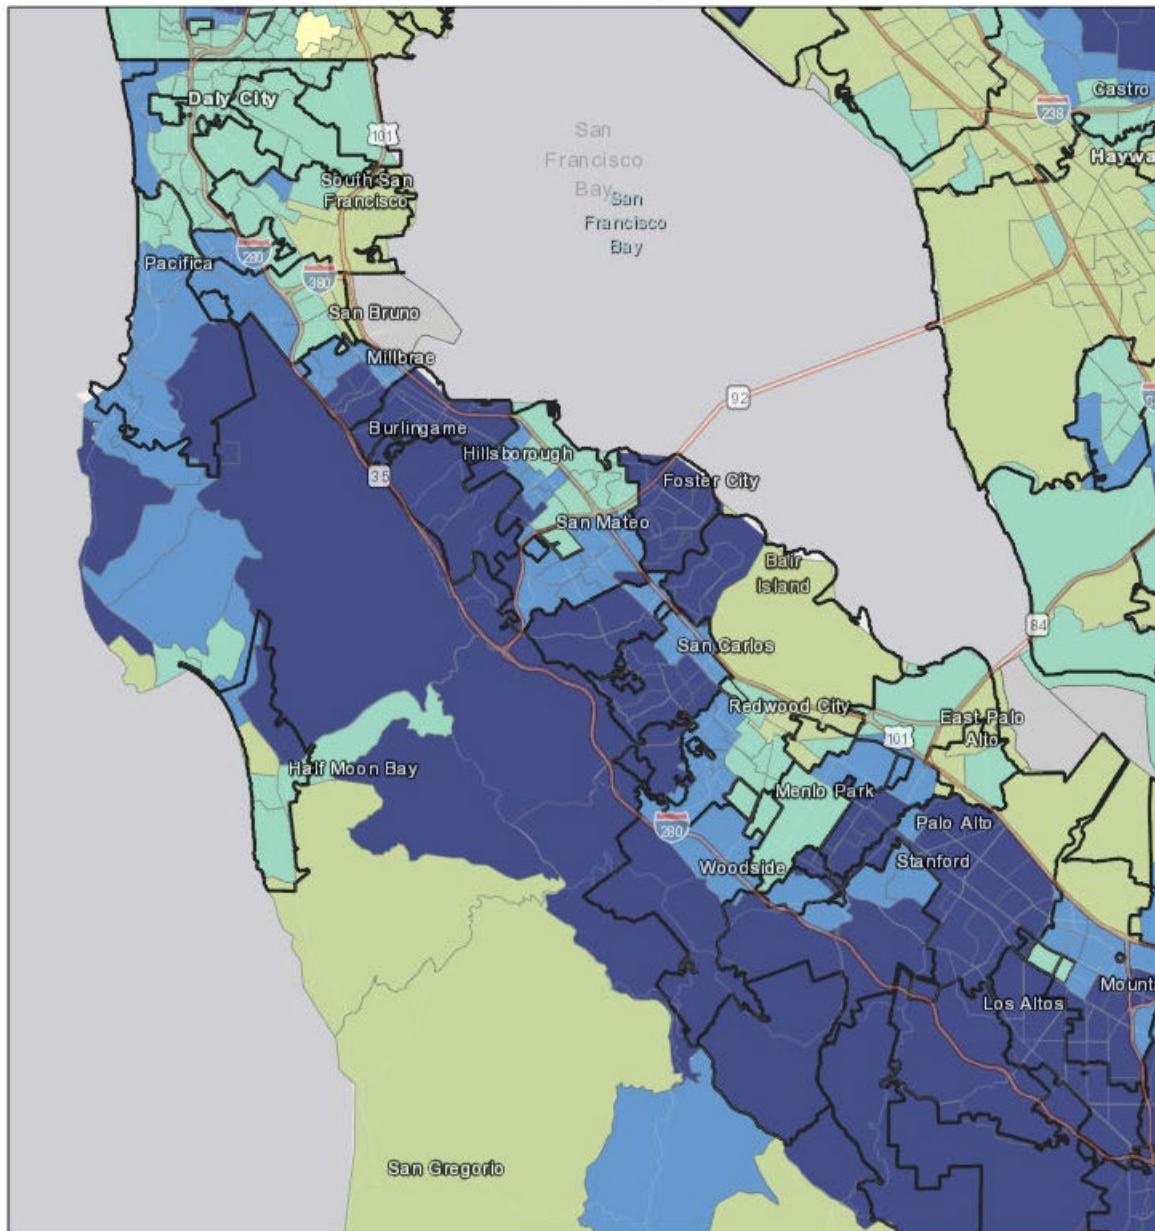 Castro
Daly City
238
101
San
Francisco
Bay
Haywa
South San
Francisco
San
Francisco
Bay
280
Pacifica
380
San Bruno
Millbrae
92
Burlingame
Hillsborough
35
Foster City
San Mateo
Bair
Island
84
San Carlos
Redwood City
East Palo
Alto
101
Half Moon Bay
Menlo Park
280
Palo Alto
Woodside
Stanford
Mount
Los Altos
San Gregorio